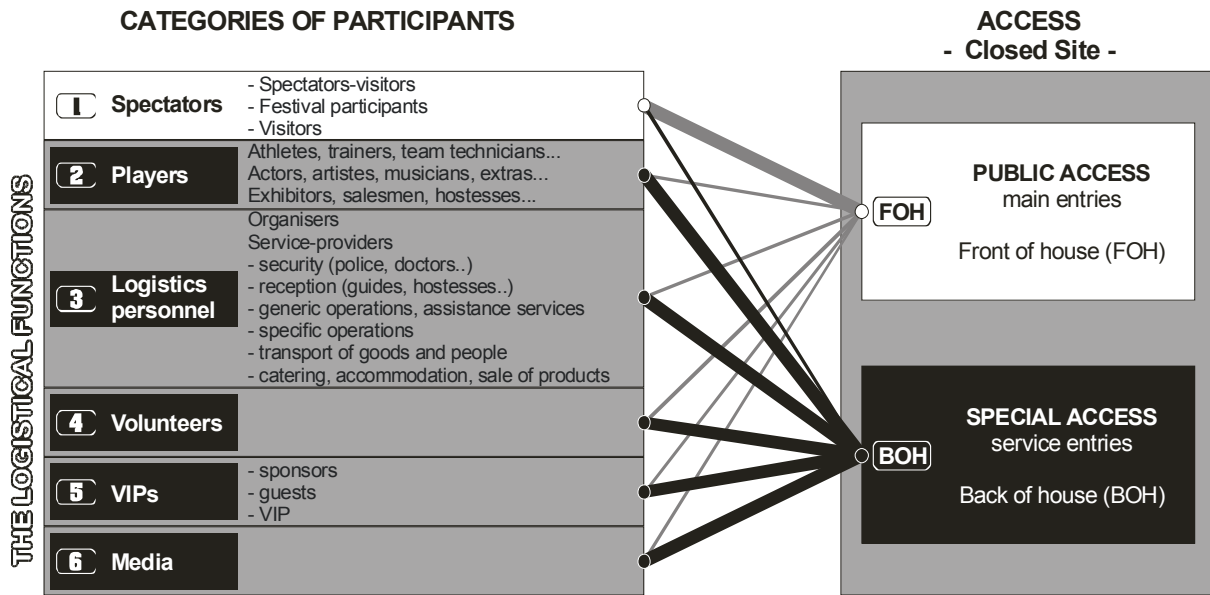 CATEGORIES OF PARTICIPANTS
ACCESS
- Closed Site -
THE LOGISTICAL FUNCTIONS
1 Spectators
- Spectators-visitors
- Festival participants
- Visitors
2 Players
Athletes, trainers, team technicians...
Actors, artistes, musicians, extras...
Exhibitors, salesmen, hostesses...
3 Logistics
personnel
Organisers
Service-providers
- security (police, doctors..)
- reception (guides, hostesses..)
- generic operations, assistance services
- specific operations
- transport of goods and people
- catering, accommodation, sale of products
4 Volunteers
5 VIPs
- sponsors
- guests
- VIP
6 Media
FOH
PUBLIC ACCESS
main entries
Front of house (FOH)
BOH
SPECIAL ACCESS
service entries
Back of house (BOH)